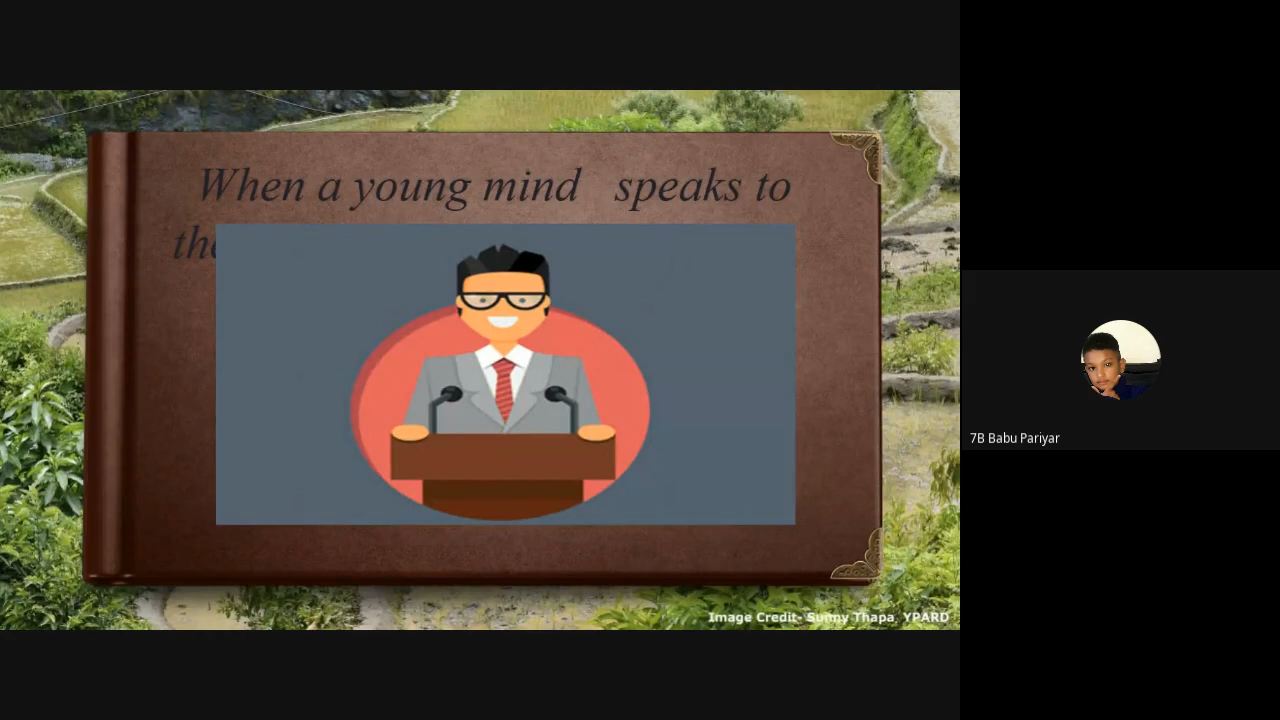 When a young mind speaks to
7B Babu Pariyar
Image Credit- Sunny Thapa, YPARD